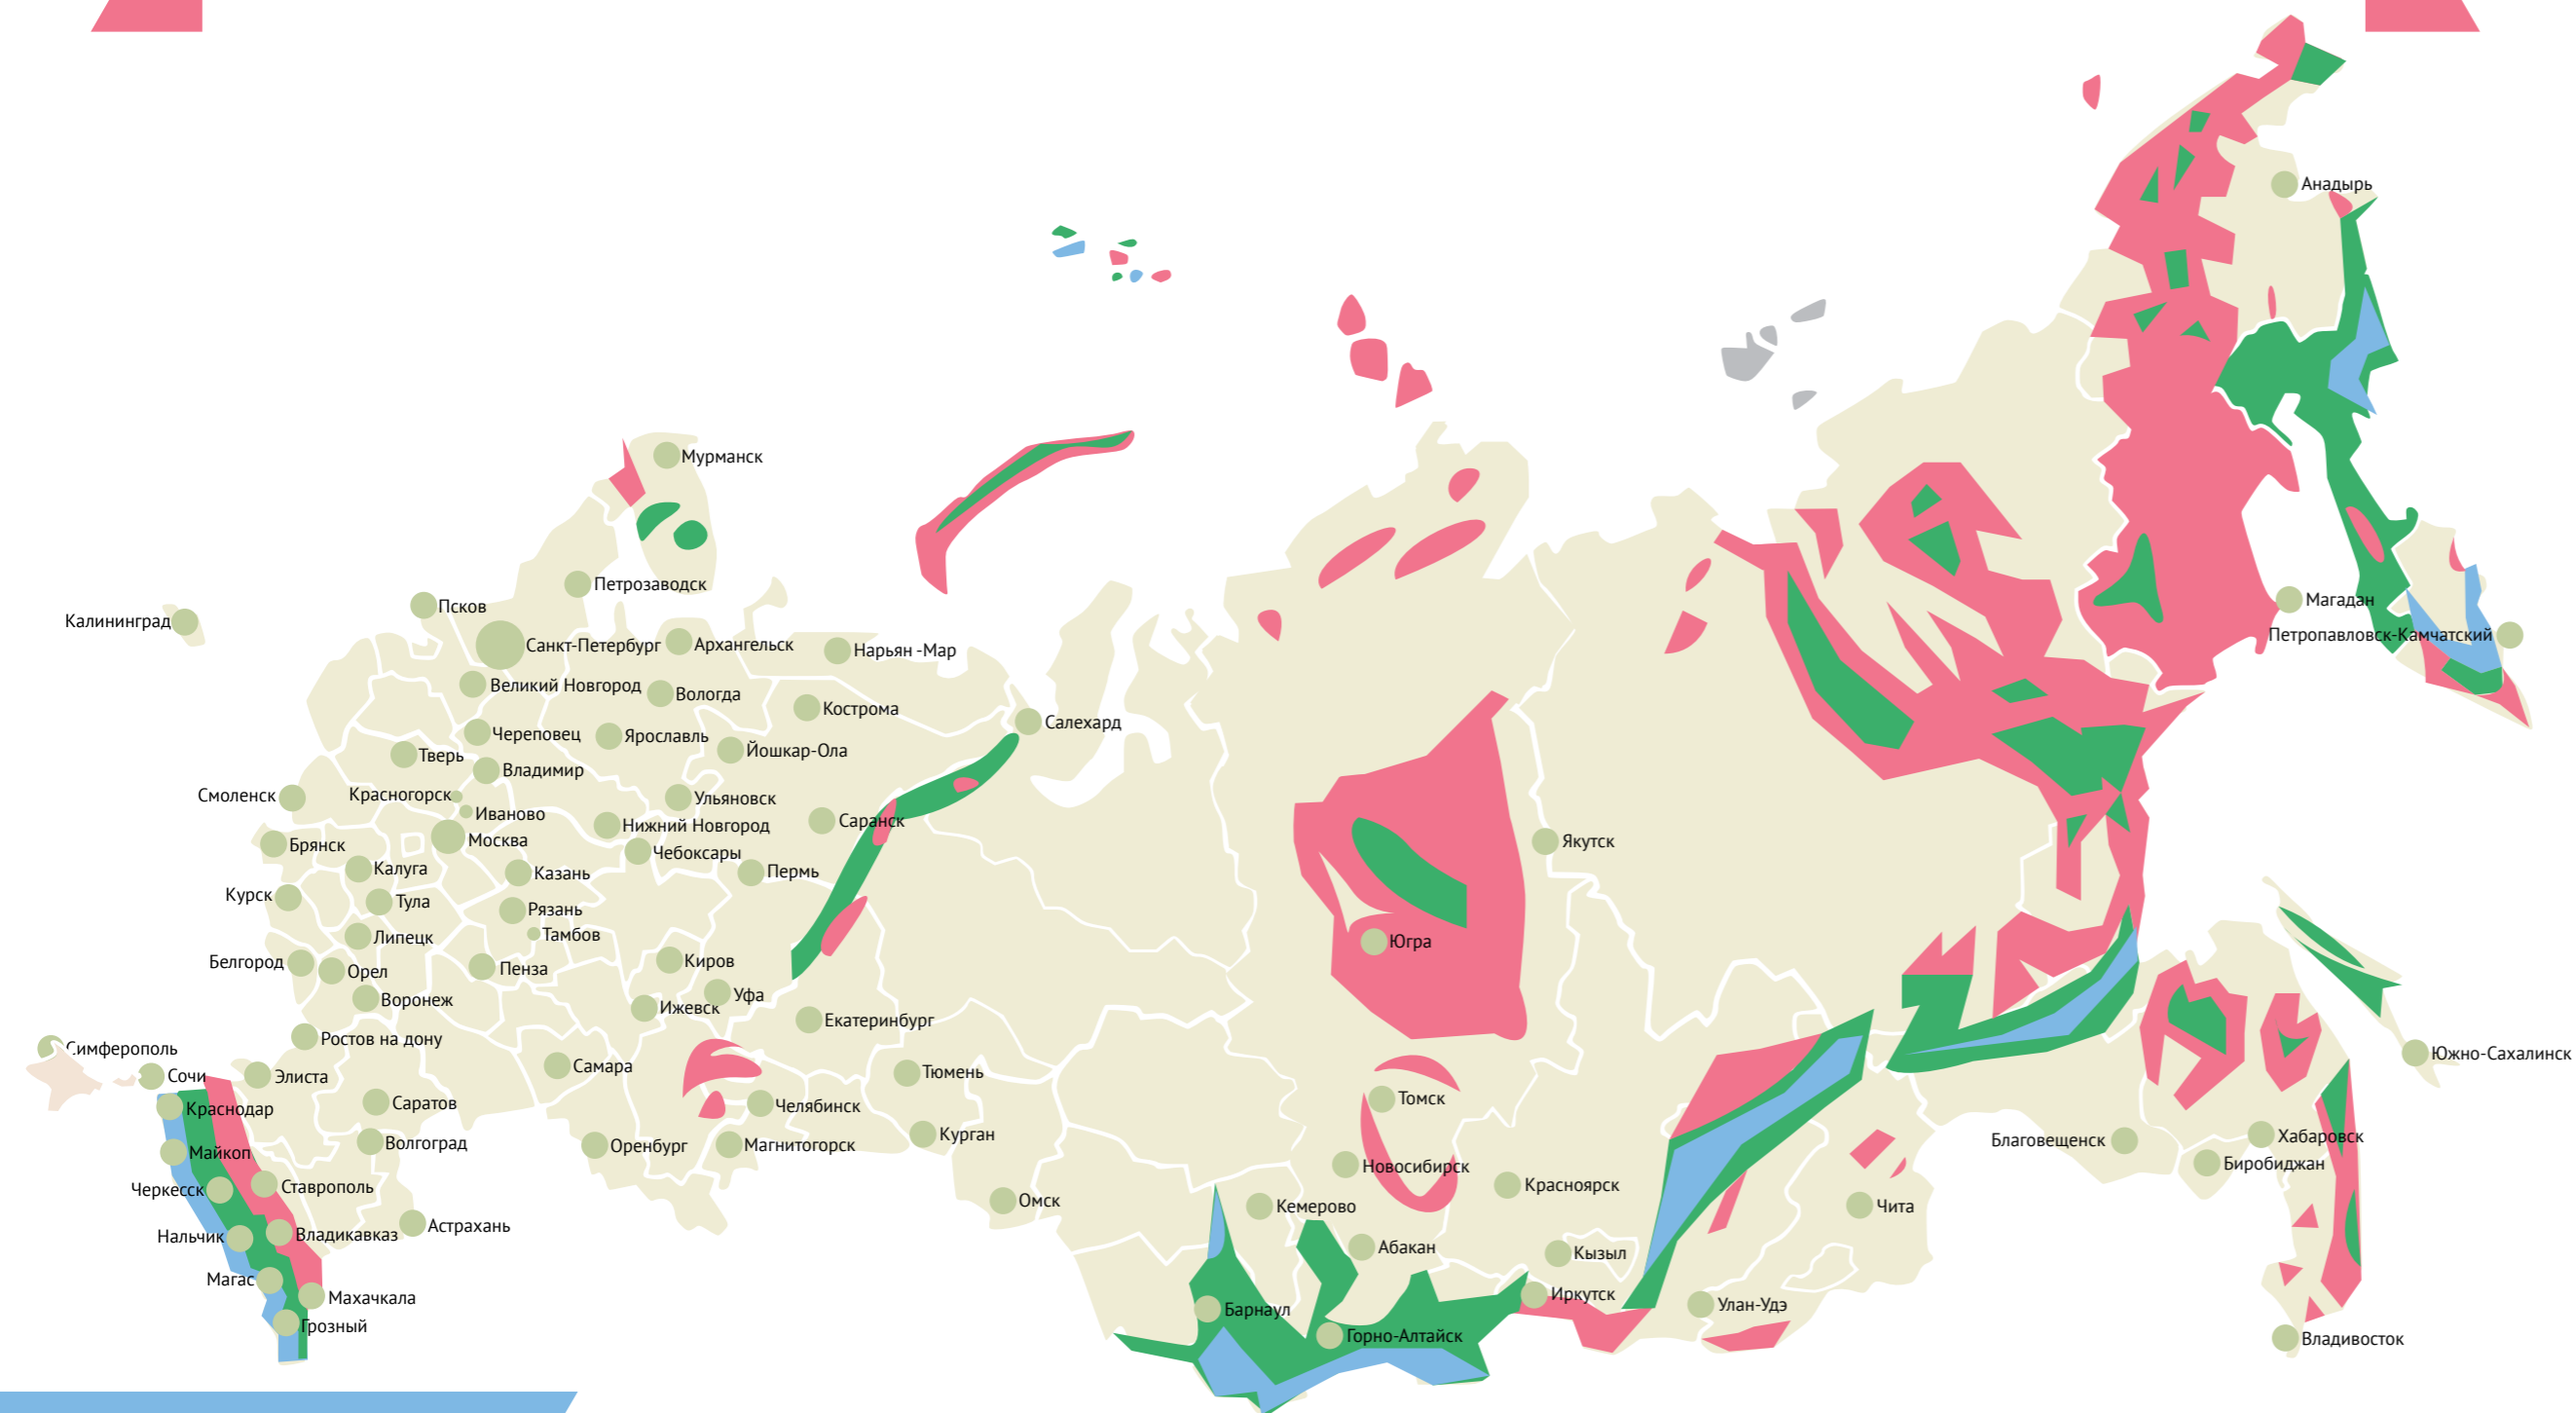 Анадырь
Мурманск
Петрозаводск
Магадан
Псков
Калининград
Петропавловск-Камчатский
Санкт-Петербург
Архангельск
Нарьян -Мар
Великий Новгород
Вологда
Кострома
Салехард
Череповец
Ярославль
Йошкар-Ола
Тверь
Владимир
Смоленск
Красногорск
Ульяновск
Иваново
Саранск
Нижний Новгород
Москва
Якутск
Брянск
Чебоксары
Калуга
Казань
Пермь
Курск
Тула
Рязань
Тамбов
Липецк
Югра
Белгород
Орел
Пенза
Киров
Уфа
Воронеж
Ижевск
Екатеринбург
Ростов на дону
Симферополь
Южно-Сахалинск
Самара
Тюмень
Сочи
Элиста
Томск
Саратов
Челябинск
Краснодар
Курган
Хабаровск
Благовещенск
Волгоград
Оренбург
Магнитогорск
Майкоп
Биробиджан
Новосибирск
Черкесск
Ставрополь
Красноярск
Омск
Кемерово
Чита
Астрахань
Нальчик
Владикавказ
Абакан
Кызыл
Магас
Иркутск
Махачкала
Улан-Удэ
Барнаул
Грозный
Горно-Алтайск
Владивосток